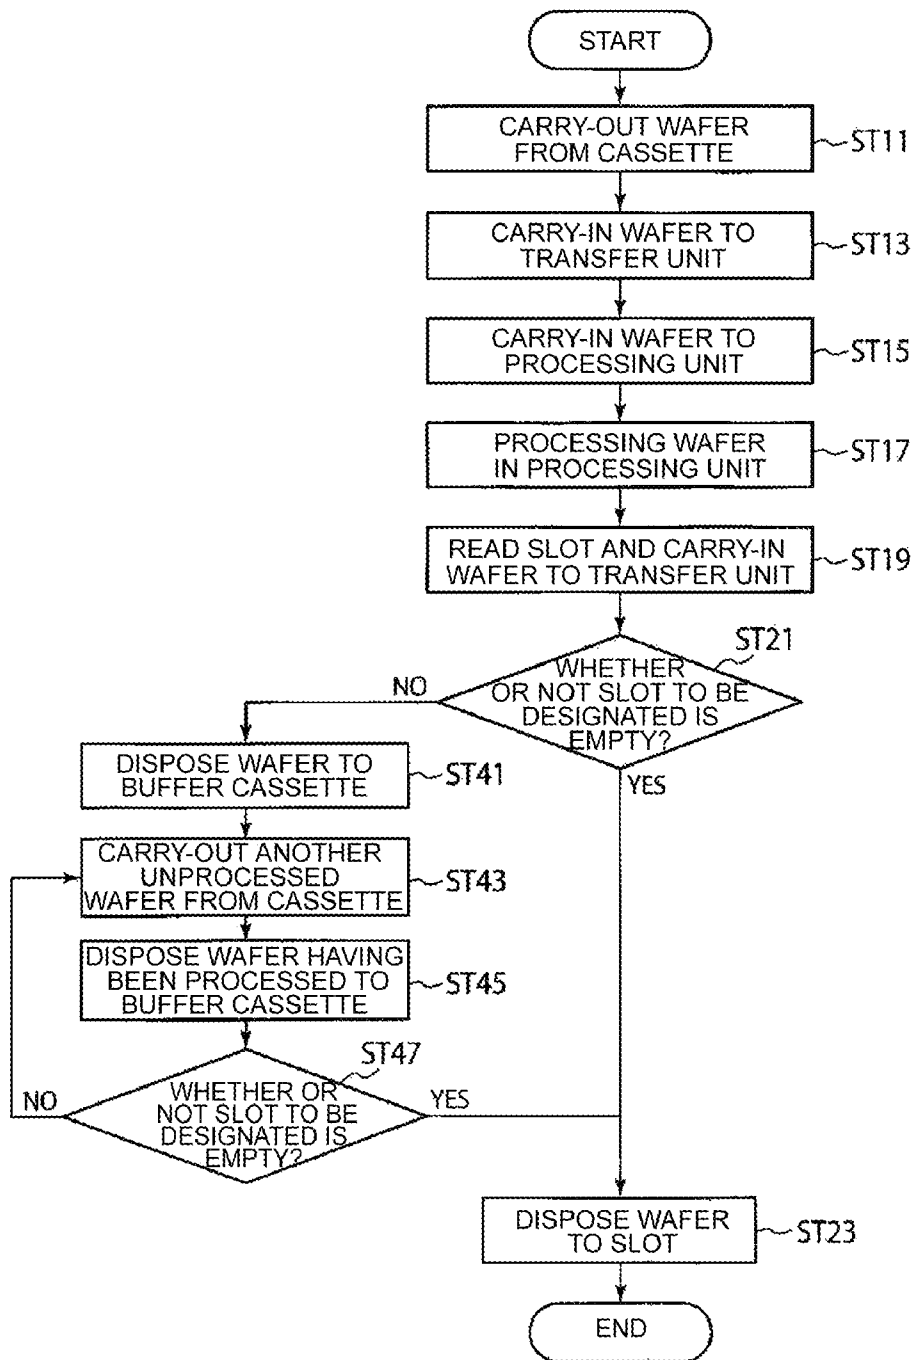 START
CARRY-OUT WAFER
FROM CASSETTE
ST11
CARRY-IN WAFER TO
TRANSFER UNIT
ST13
CARRY-IN WAFER TO
PROCESSING UNIT
ST15
PROCESSING WAFER
IN PROCESSING UNIT
ST17
READ SLOT AND CARRY-IN
WAFER TO TRANSFER UNIT
ST19
ST21
WHETHER
OR NOT SLOT TO BE
DESIGNATED IS
EMPTY?
NO
YES
DISPOSE WAFER TO
BUFFER CASSETTE
ST41
CARRY-OUT ANOTHER
UNPROCESSED
WAFER FROM CASSETTE
ST43
DISPOSE WAFER HAVING
BEEN PROCESSED TO
BUFFER CASSETTE
ST45
ST47
WHETHER OR
NOT SLOT TO BE
DESIGNATED IS
EMPTY?
NO
YES
DISPOSE WAFER
TO SLOT
ST23
END